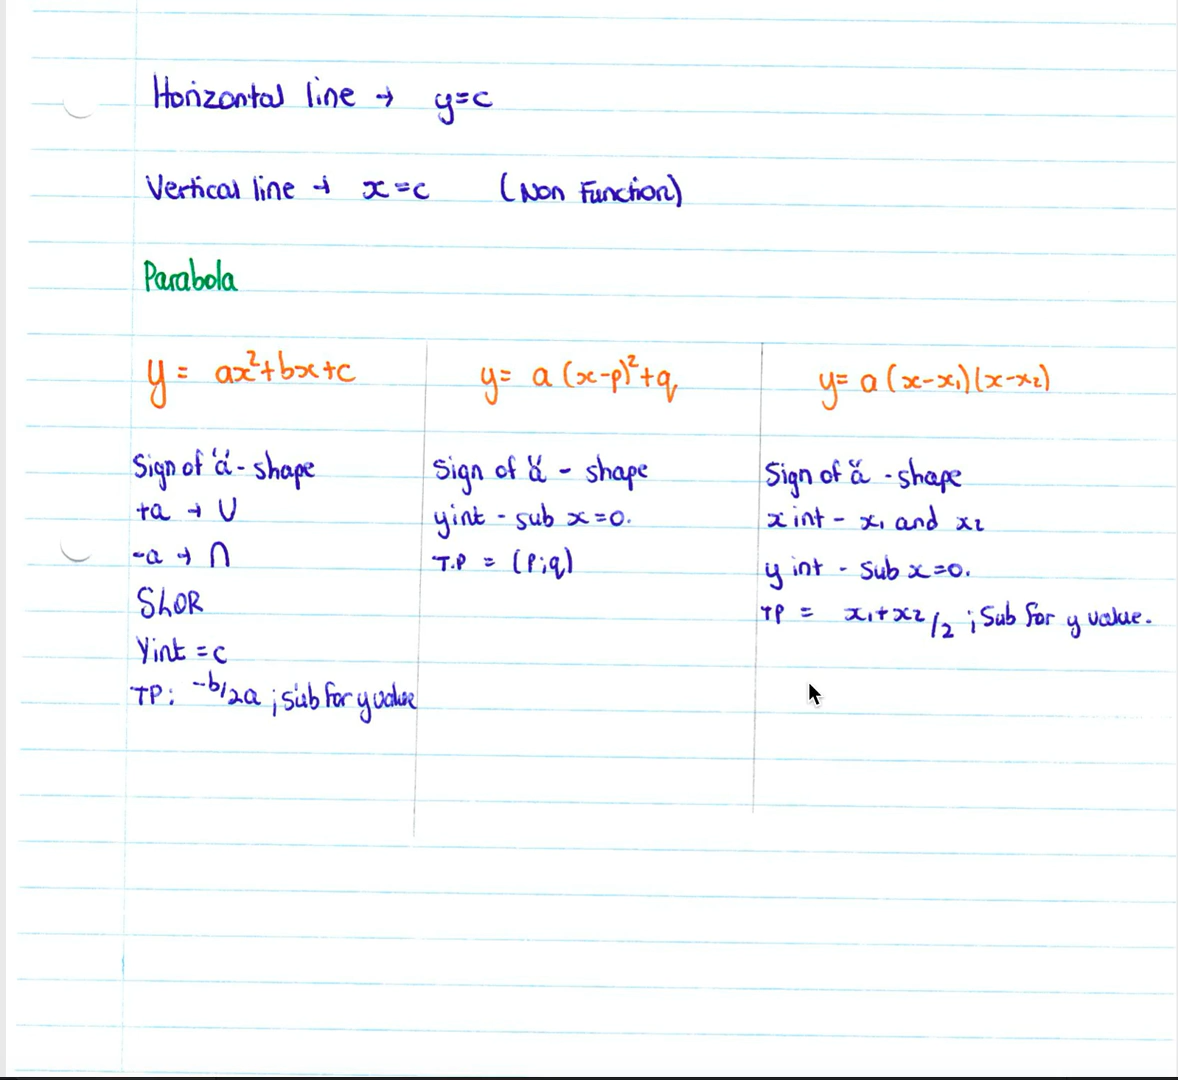 Horizontal line → y=c
Vertical line → x=c (Non Function)
Parabola
y= ax²+bx+c
Sign of "a" - shape
+a → U
-a → ∩
Yint = c
TP: -b/2a ; sub for y value
y= a (x-p)²+q
Sign of "a" - shape
yint - sub x=0.
T.P = (P;q)
y= a (x-x₁)(x-x₂)
Sign of "a" - shape
x int - x₁ and x₂
y int - sub x=0.
TP = x₁+x₂/2 ; Sub for y value.